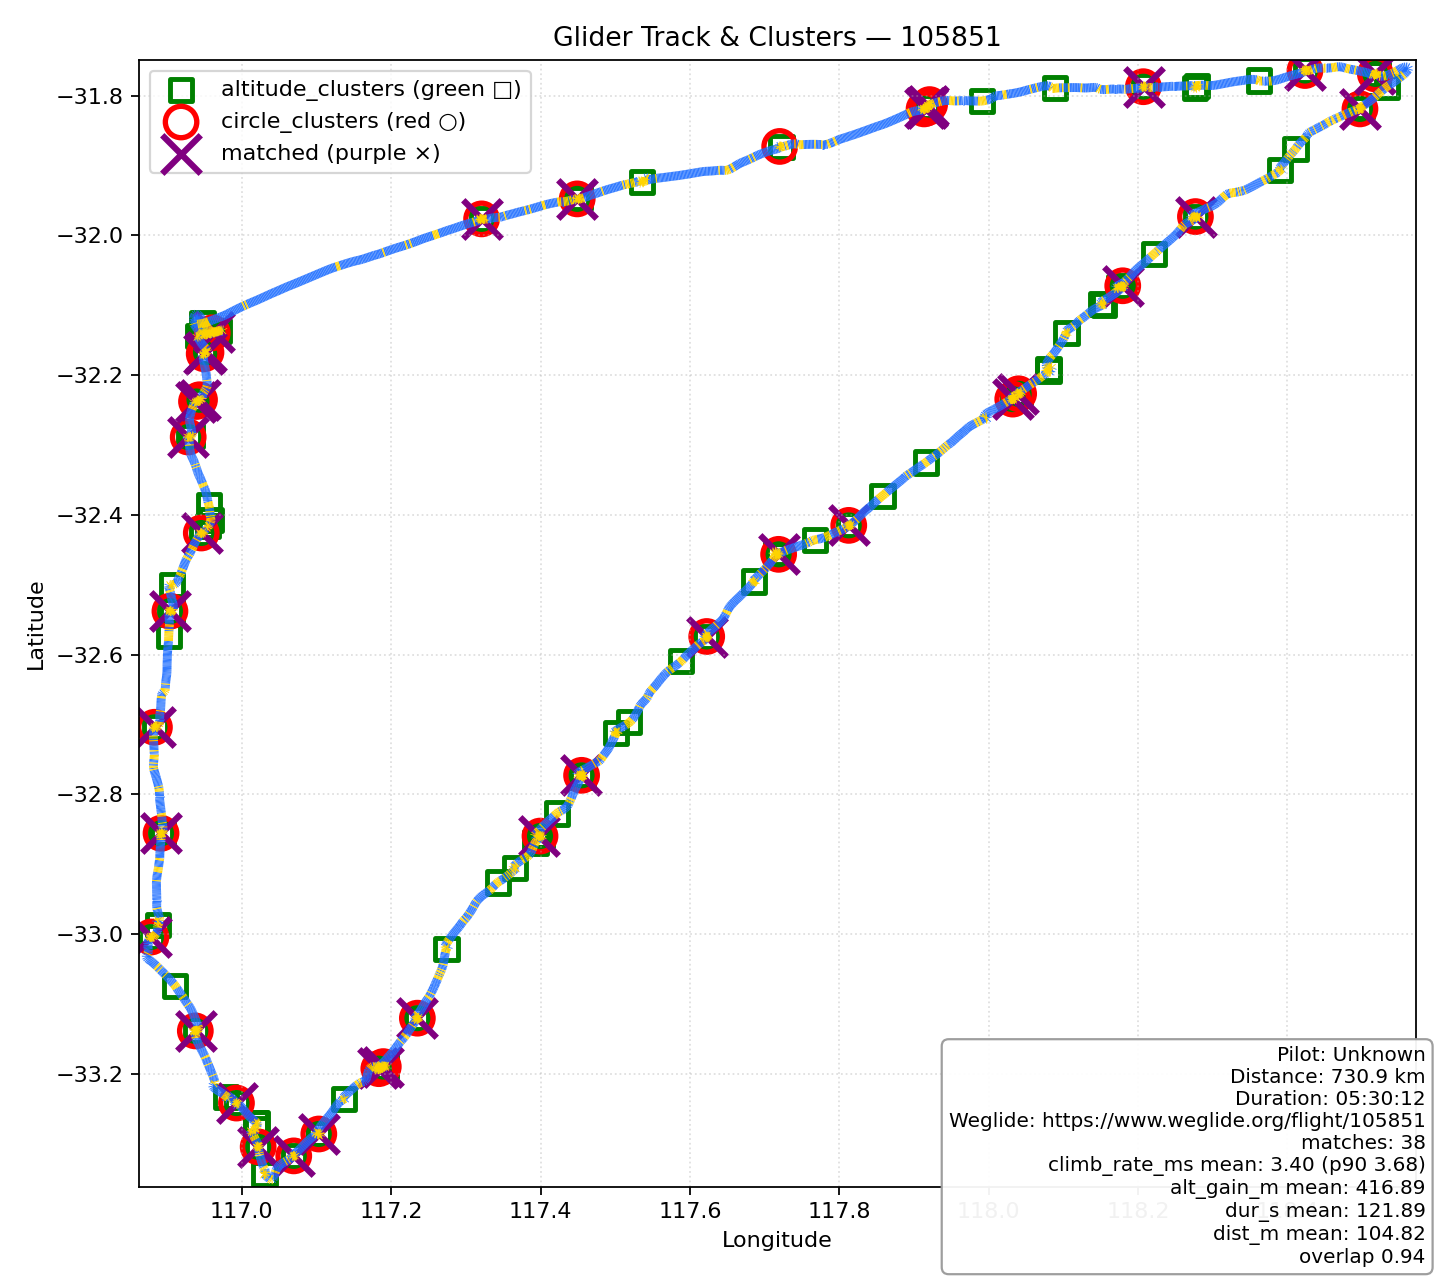 Glider Track & Clusters — 105851
altitude_clusters (green □)
circle_clusters (red ○)
matched (purple ×)
−31.8
−32.0
−32.2
−32.4
−32.6
−32.8
−33.0
−33.2
Latitude
117.0
117.2
117.4
117.6
117.8
118.0
118.2
Longitude
Pilot: Unknown
Distance: 730.9 km
Duration: 05:30:12
Weglide: https://www.weglide.org/flight/105851
matches: 38
climb_rate_ms mean: 3.40 (p90 3.68)
alt_gain_m mean: 416.89
dur_s mean: 121.89
dist_m mean: 104.82
overlap 0.94